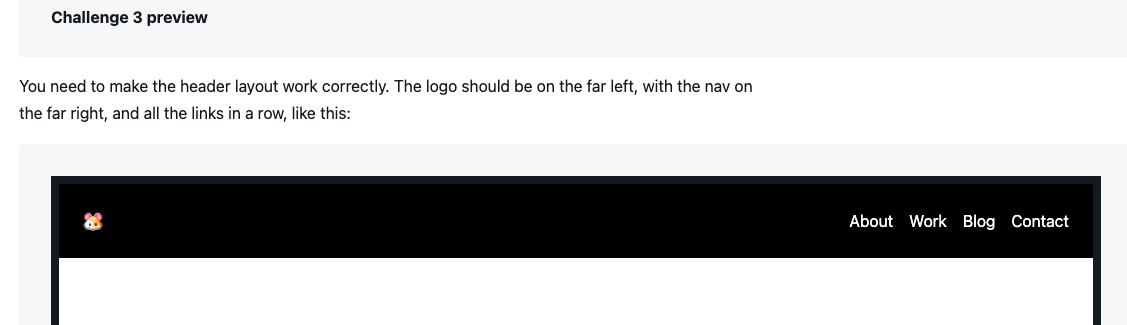 Challenge 3 preview
You need to make the header layout work correctly. The logo should be on the far left, with the nav on
the far right, and all the links in a row, like this:
About Work Blog Contact